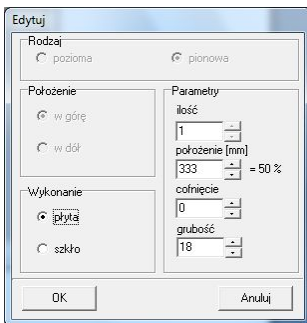 Edytuj
Rodzaj
pozioma
pionowa
Położenie
w górę
w dół
Parametry
ilość
1
położenie [mm]
333 = 50 %
cofnięcie
0
grubość
18
Wykonanie
płyta
szkło
OK
Anuluj